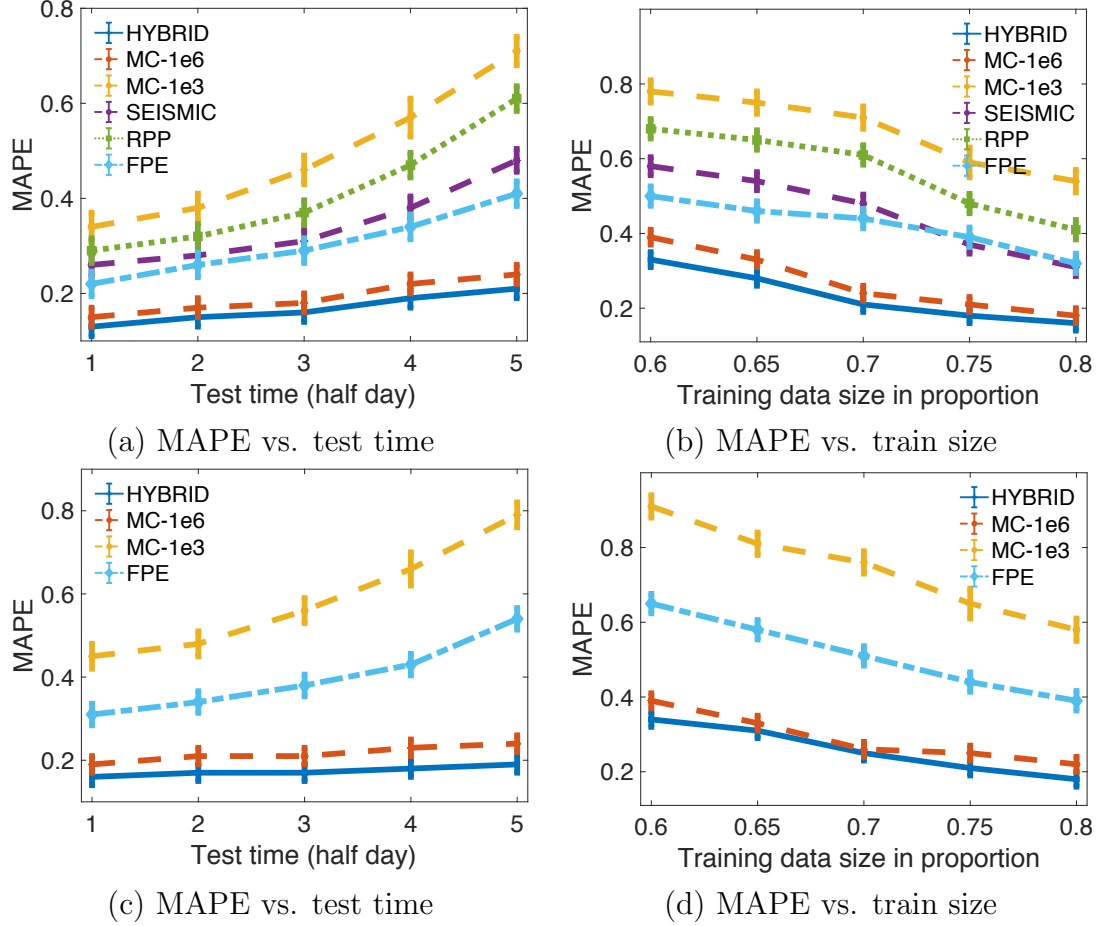 0.8
0.6
0.4
0.2
MAPE
HYBRID
MC-1e6
MC-1e3
SEISMIC
RPP
FPE
1 2 3 4 5
Test time (half day)
(a) MAPE vs. test time
0.8
0.6
0.4
0.2
MAPE
HYBRID
MC-1e6
MC-1e3
SEISMIC
RPP
FPE
0.6 0.65 0.7 0.75 0.8
Training data size in proportion
(b) MAPE vs. train size
0.8
0.6
0.4
0.2
MAPE
HYBRID
MC-1e6
MC-1e3
FPE
1 2 3 4 5
Test time (half day)
(c) MAPE vs. test time
0.8
0.6
0.4
0.2
MAPE
HYBRID
MC-1e6
MC-1e3
FPE
0.6 0.65 0.7 0.75 0.8
Training data size in proportion
(d) MAPE vs. train size